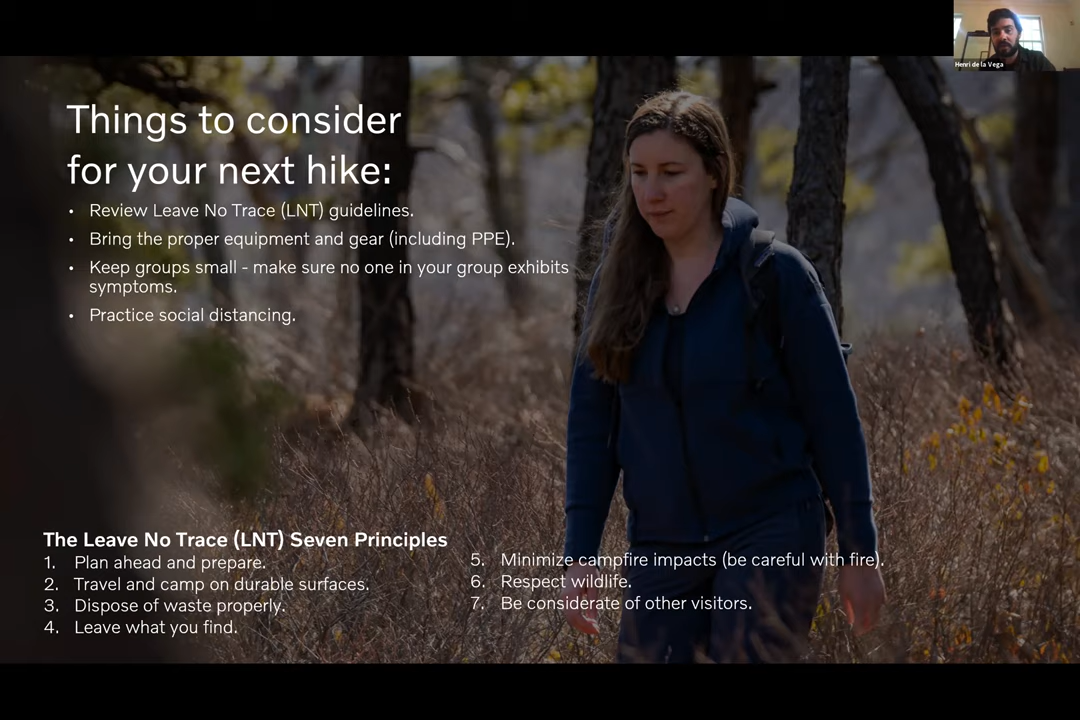 Henri de la Vega
Things to consider
for your next hike:
• Review Leave No Trace (LNT) guidelines.
• Bring the proper equipment and gear (including PPE).
• Keep groups small - make sure no one in your group exhibits
symptoms.
• Practice social distancing.
The Leave No Trace (LNT) Seven Principles
1. Plan ahead and prepare.
2. Travel and camp on durable surfaces.
3. Dispose of waste properly.
4. Leave what you find.
5. Minimize campfire impacts (be careful with fire).
6. Respect wildlife.
7. Be considerate of other visitors.